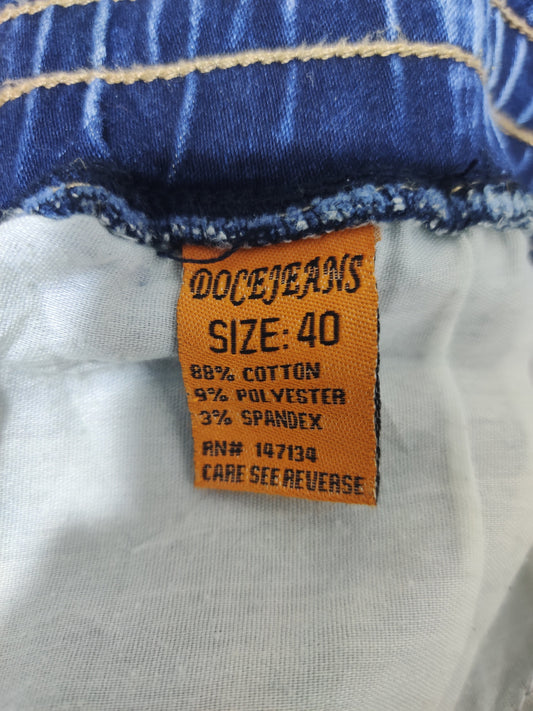 DOCEJEANS
SIZE: 40
88% COTTON
9% POLYESTER
3% SPANDEX
RN# 147134
CARE SEE REVERSE